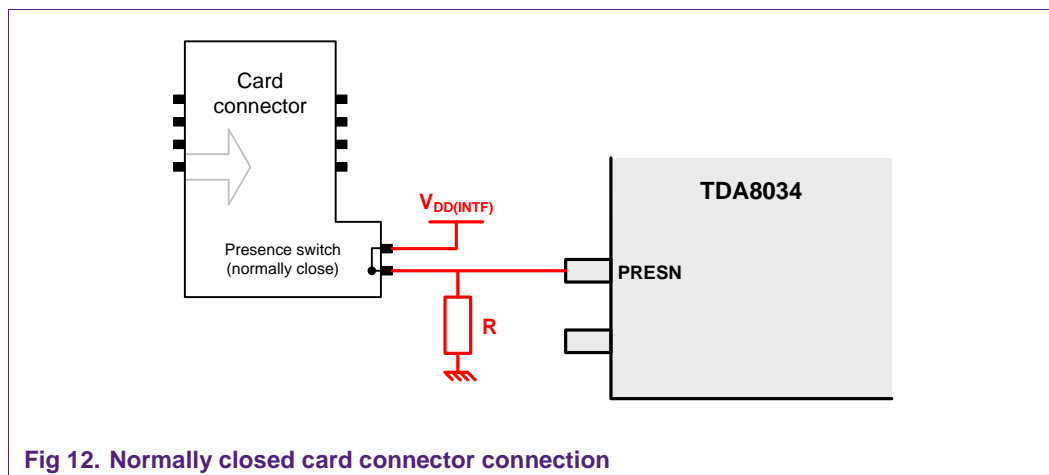 Card
connector
TDA8034
VDD(INTF)
Presence switch
(normally close)
PRESN
R
Fig 12. Normally closed card connector connection